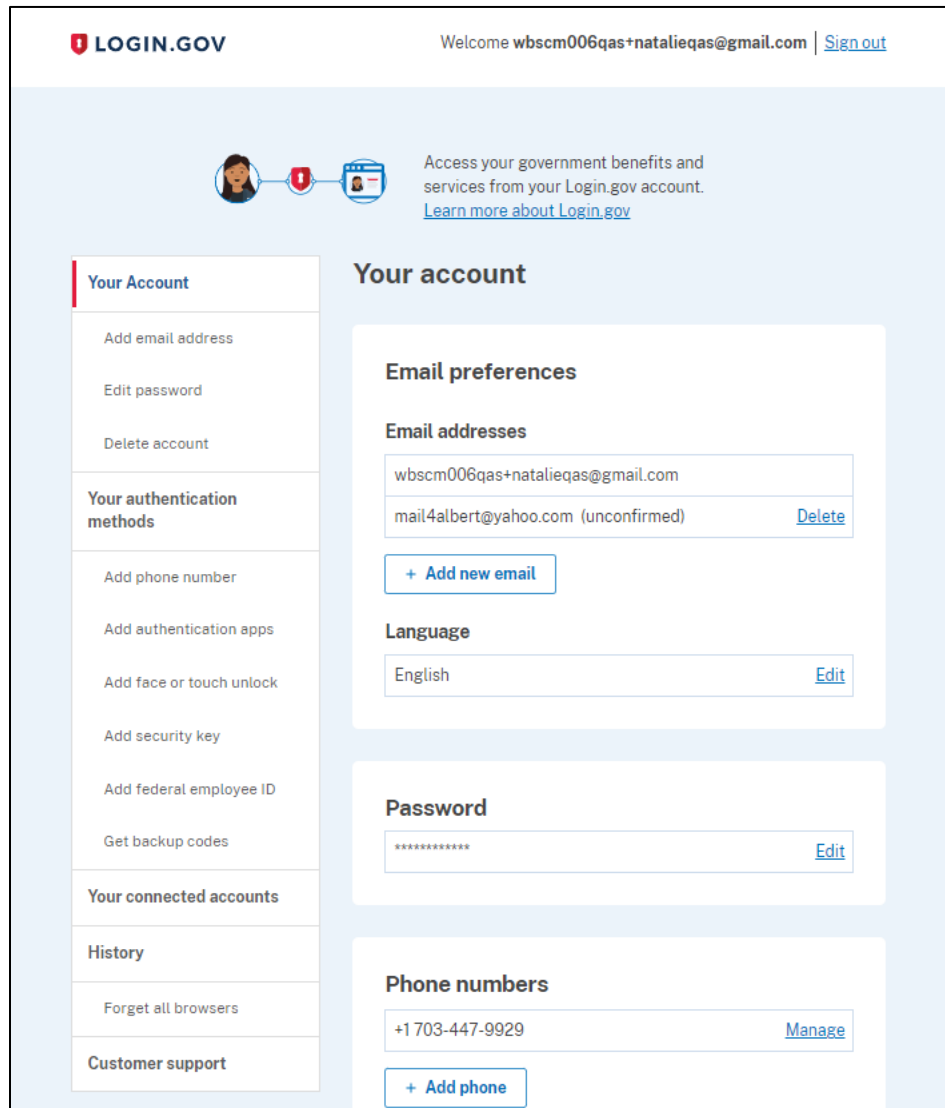 LOGIN.GOV
Welcome wbscm006qas+natalieqas@gmail.com | Sign out
Access your government benefits and
services from your Login.gov account.
Learn more about Login.gov
Your Account
Add email address
Edit password
Delete account
Your authentication
methods
Add phone number
Add authentication apps
Add face or touch unlock
Add security key
Add federal employee ID
Get backup codes
Your connected accounts
History
Forget all browsers
Customer support
Your account
Email preferences
Email addresses
wbscm006qas+natalieqas@gmail.com
mail4albert@yahoo.com (unconfirmed) Delete
+ Add new email
Language
English Edit
Password
************ Edit
Phone numbers
+1 703-447-9929 Manage
+ Add phone